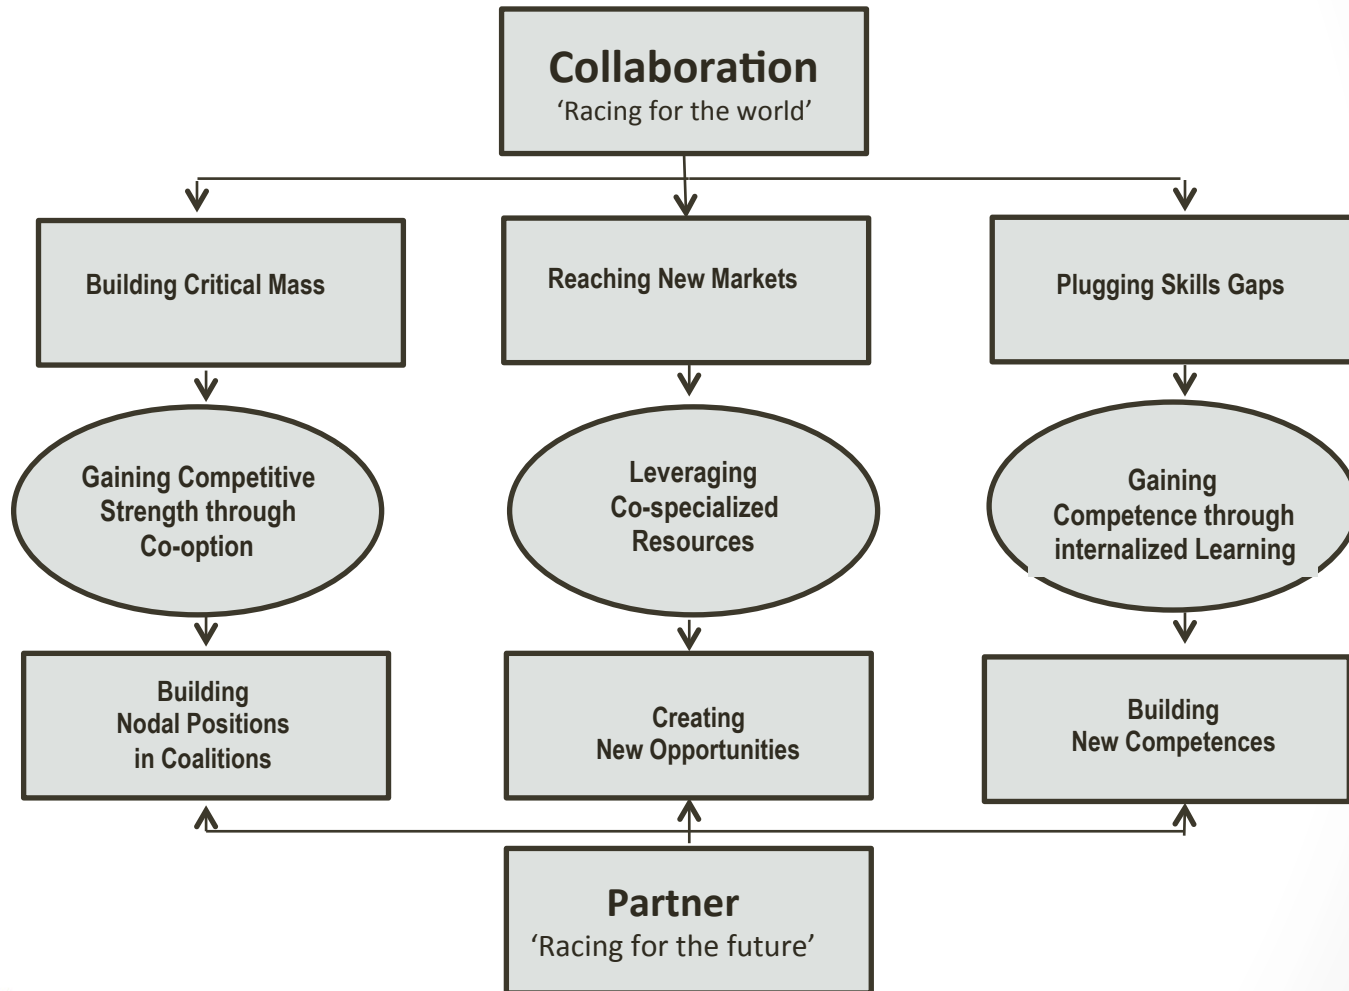 Collaboration
‘Racing for the world’
Building Critical Mass
Reaching New Markets
Plugging Skills Gaps
Gaining Competitive
Strength through
Co-option
Leveraging
Co-specialized
Resources
Gaining
Competence through
internalized Learning
Building
Nodal Positions
in Coalitions
Creating
New Opportunities
Building
New Competences
Partner
‘Racing for the future’